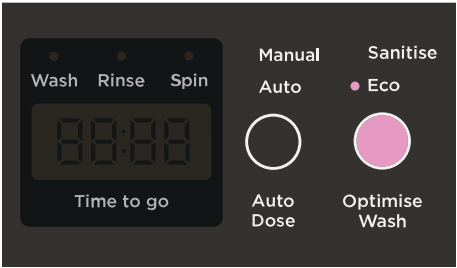 Manual
Sanitise
Wash Rinse Spin
Auto
Eco
88:88
Time to go
Auto
Dose
Optimise
Wash